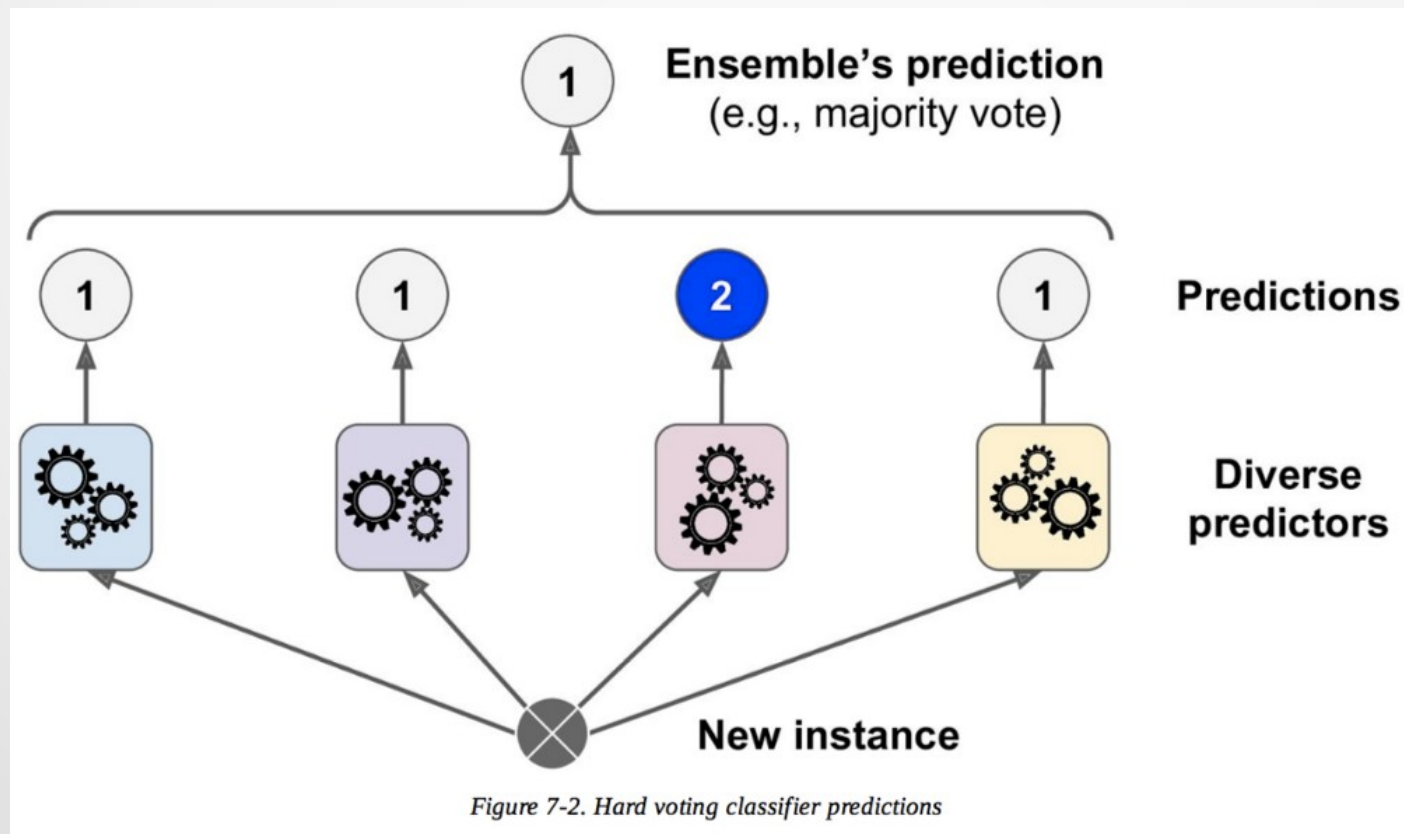 1
Ensemble's prediction
(e.g., majority vote)
1
1
2
1
Predictions
Diverse
predictors
New instance
Figure 7-2. Hard voting classifier predictions